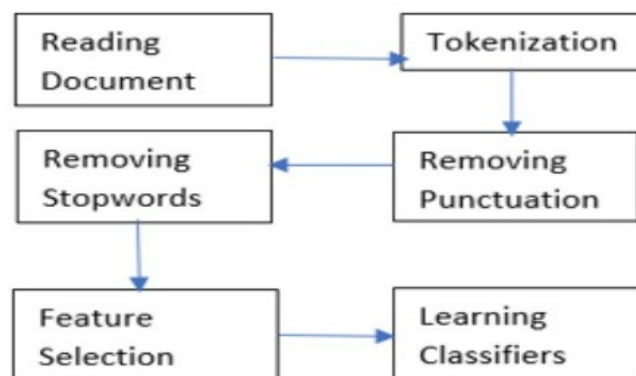 Reading
Document
Tokenization
Removing
Punctuation
Removing
Stopwords
Feature
Selection
Learning
Classifiers